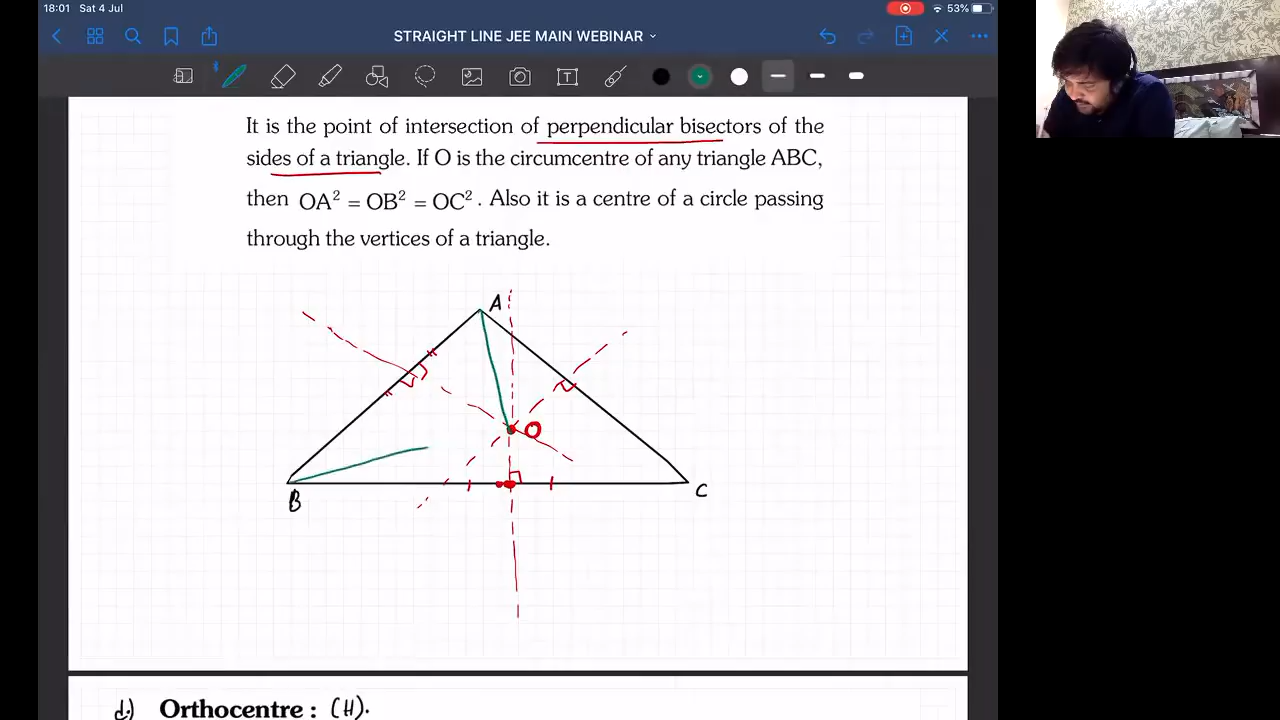 18:01 Sat 4 Jul
53%
STRAIGHT LINE JEE MAIN WEBINAR
T
It is the point of intersection of perpendicular bisectors of the
sides of a triangle. If O is the circumcentre of any triangle ABC,
then OA² = OB² = OC². Also it is a centre of a circle passing
through the vertices of a triangle.
A
O
B
C
d.) Orthocentre : (H).